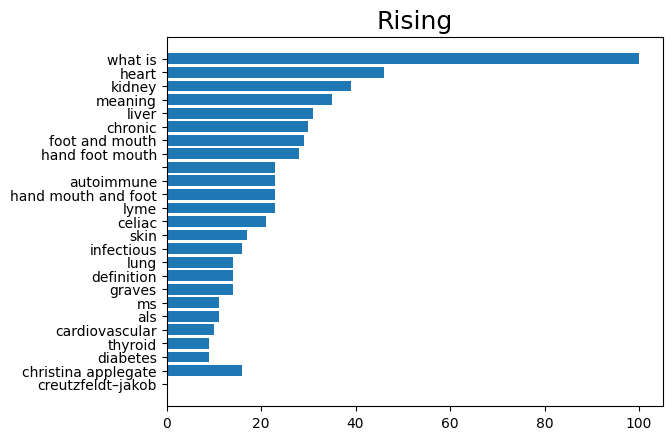 Rising
what is
heart
kidney
meaning
liver
chronic
foot and mouth
hand foot mouth
autoimmune
hand mouth and foot
lyme
celiac
skin
infectious
lung
definition
graves
ms
als
cardiovascular
thyroid
diabetes
christina applegate
creutzfeldt–jakob
0 20 40 60 80 100